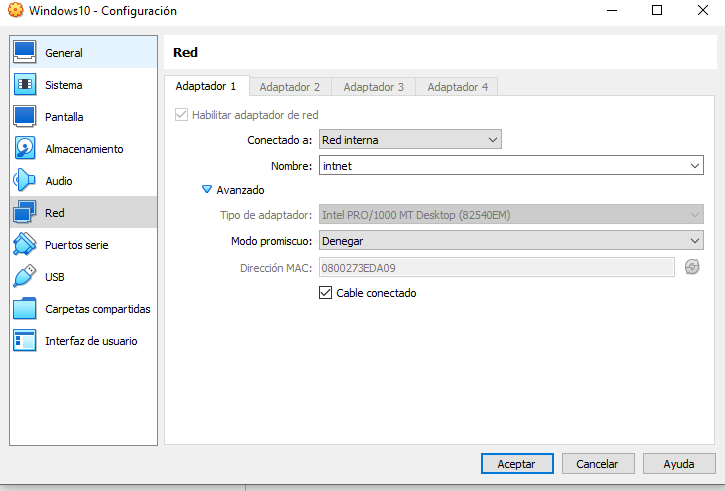 Windows10 - Configuración
General
Sistema
Pantalla
Almacenamiento
Audio
Red
Puertos serie
USB
Carpetas compartidas
Interfaz de usuario
Red
Adaptador 1 Adaptador 2 Adaptador 3 Adaptador 4
Habilitar adaptador de red
Conectado a: Red interna
Nombre: intnet
Avanzado
Tipo de adaptador: Intel PRO/1000 MT Desktop (82540EM)
Modo promiscuo: Denegar
Dirección MAC: 0800273EDA09
Cable conectado
Aceptar Cancelar Ayuda